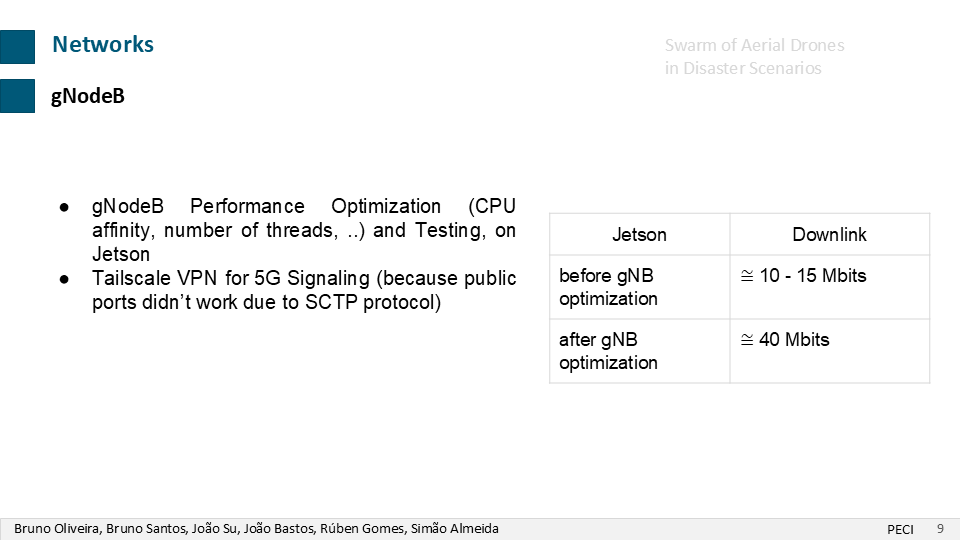 Networks
Swarm of Aerial Drones
in Disaster Scenarios
gNodeB
● gNodeB Performance Optimization (CPU
affinity, number of threads, ..) and Testing, on
Jetson
● Tailscale VPN for 5G Signaling (because public
ports didn’t work due to SCTP protocol)
Jetson Downlink
before gNB
optimization
≅ 10 - 15 Mbits
after gNB
optimization
≅ 40 Mbits
Bruno Oliveira, Bruno Santos, João Su, João Bastos, Rúben Gomes, Simão Almeida
PECI 9